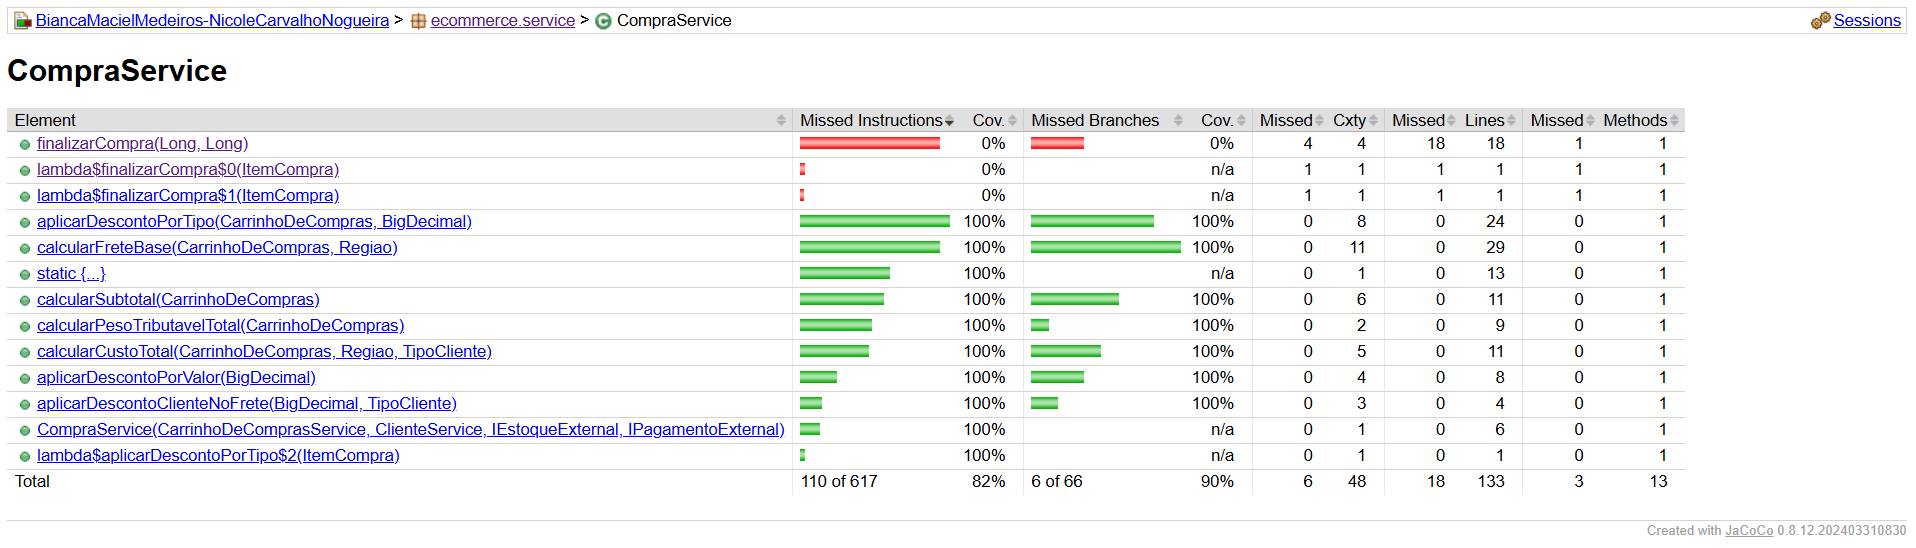 BiancaMacielMedeiros-NicoleCarvalhoNogueira > ecommerce.service > CompraService Sessions
CompraService
Element Missed Instructions Cov. Missed Branches Cov. Missed Cxty Missed Lines Missed Methods
finalizarCompra(Long, Long) 0% 0% 4 4 18 18 1 1
lambda$finalizarCompra$0(ItemCompra) 0% n/a 1 1 1 1 1 1
lambda$finalizarCompra$1(ItemCompra) 0% n/a 1 1 1 1 1 1
aplicarDescontoPorTipo(CarrinhoDeCompras, BigDecimal) 100% 100% 0 8 0 24 0 1
calcularFreteBase(CarrinhoDeCompras, Regiao) 100% 100% 0 11 0 29 0 1
static {...} 100% n/a 0 1 0 13 0 1
calcularSubtotal(CarrinhoDeCompras) 100% 100% 0 6 0 11 0 1
calcularPesoTributavelTotal(CarrinhoDeCompras) 100% 100% 0 2 0 9 0 1
calcularCustoTotal(CarrinhoDeCompras, Regiao, TipoCliente) 100% 100% 0 5 0 11 0 1
aplicarDescontoPorValor(BigDecimal) 100% 100% 0 4 0 8 0 1
aplicarDescontoClienteNoFrete(BigDecimal, TipoCliente) 100% 100% 0 3 0 4 0 1
CompraService(CarrinhoDeComprasService, ClienteService, IEstoqueExternal, IPagamentoExternal) 100% n/a 0 1 0 6 0 1
lambda$aplicarDescontoPorTipo$2(ItemCompra) 100% n/a 0 1 0 1 0 1
Total 110 of 617 82% 6 of 66 90% 6 48 18 133 3 13
Created with JaCoCo 0.8.12.202403310830